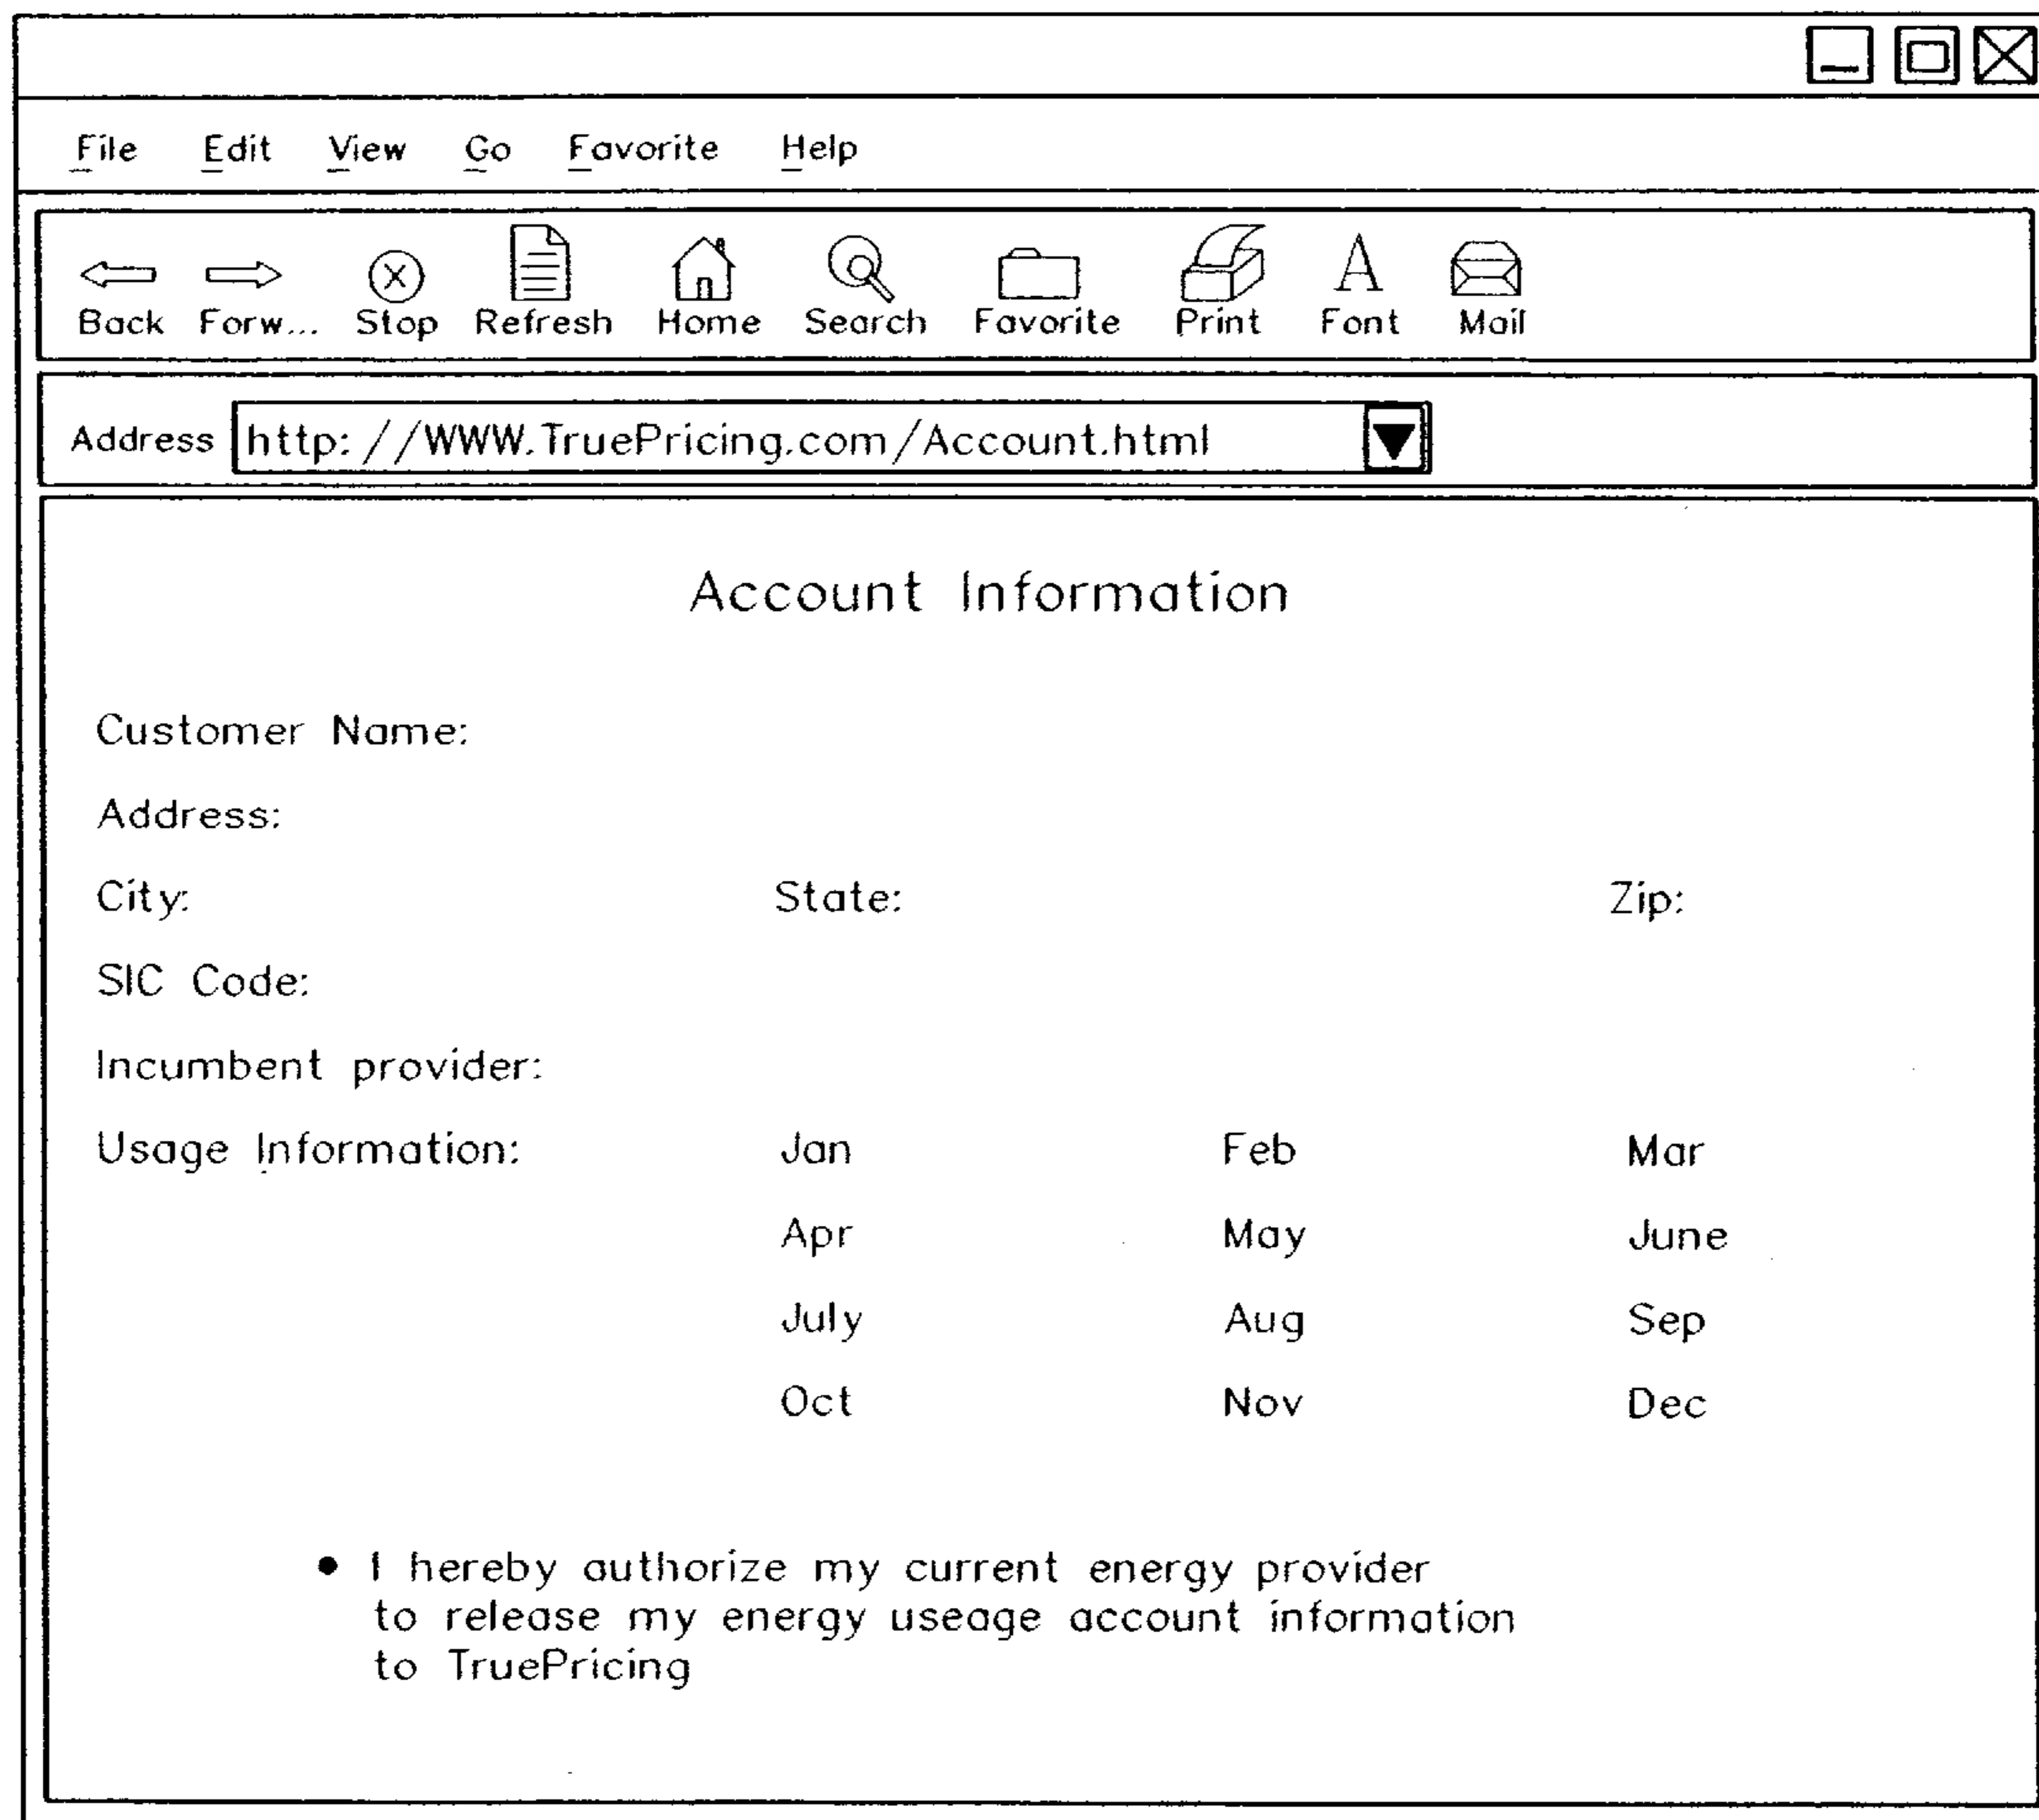 File Edit View Go Favorite Help
Back Forw... Stop Refresh Home Search Favorite Print Font Mail
Address http: //WWW.TruePricing.com/Account.html
Account Information
Customer Name:
Address:
City: State: Zip:
SIC Code:
Incumbent provider:
Usage Information: Jan Feb Mar
Apr May June
July Aug Sep
Oct Nov Dec
• I hereby authorize my current energy provider
to release my energy useage account information
to TruePricing